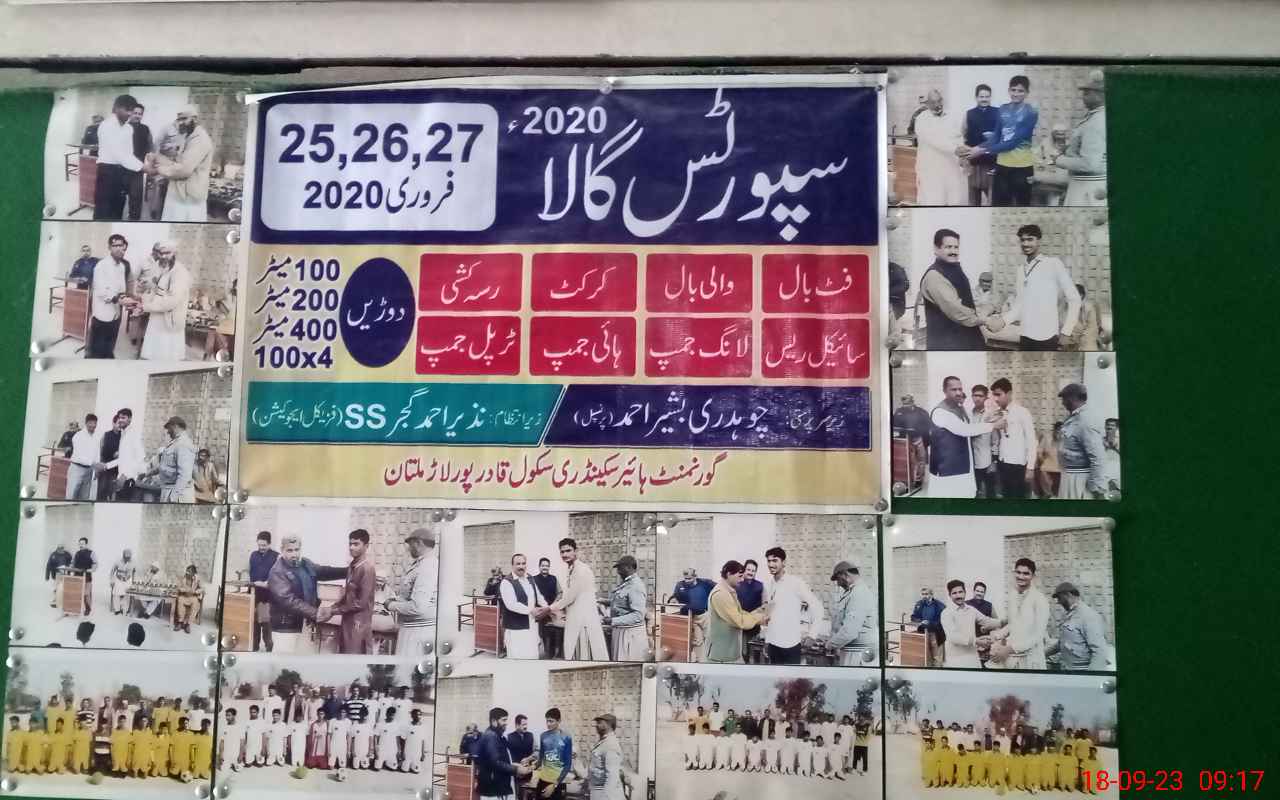 سپورٹس گالا 2020ء
25,26,27
فروری 2020
فٹ بال والی بال کرکٹ رسہ کشی
سائیکل ریس لانگ جمپ ہائی جمپ ٹرپل جمپ
دوڑیں
100 میٹر
200 میٹر
400 میٹر
100x4
زیر سرپرستی: چوہدری بشیر احمد (پرنسپل)
زیر انتظام: نذیر احمد گجر SS (فزیکل ایجوکیشن)
گورنمنٹ ہائیر سکینڈری سکول قادر پور لاڑ ملتان
18-09-23 09:17